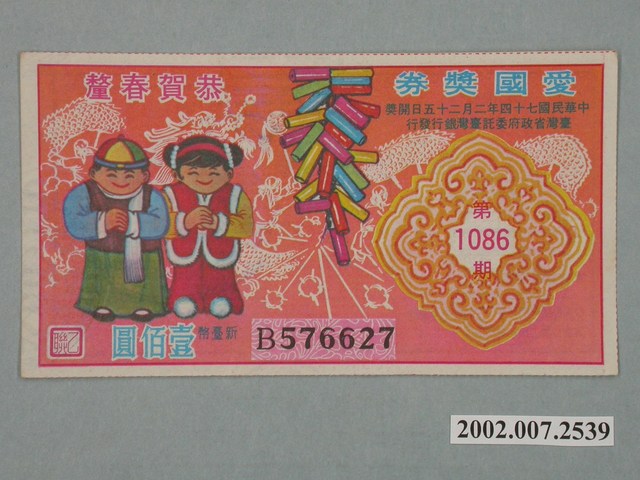 愛國獎券
中華民國七十四年二月二十五日開獎
臺灣省政府委託臺灣銀行發行
恭賀春釐
第
1086
期
新臺幣壹佰圓
B576627
乙聯
2002.007.2539